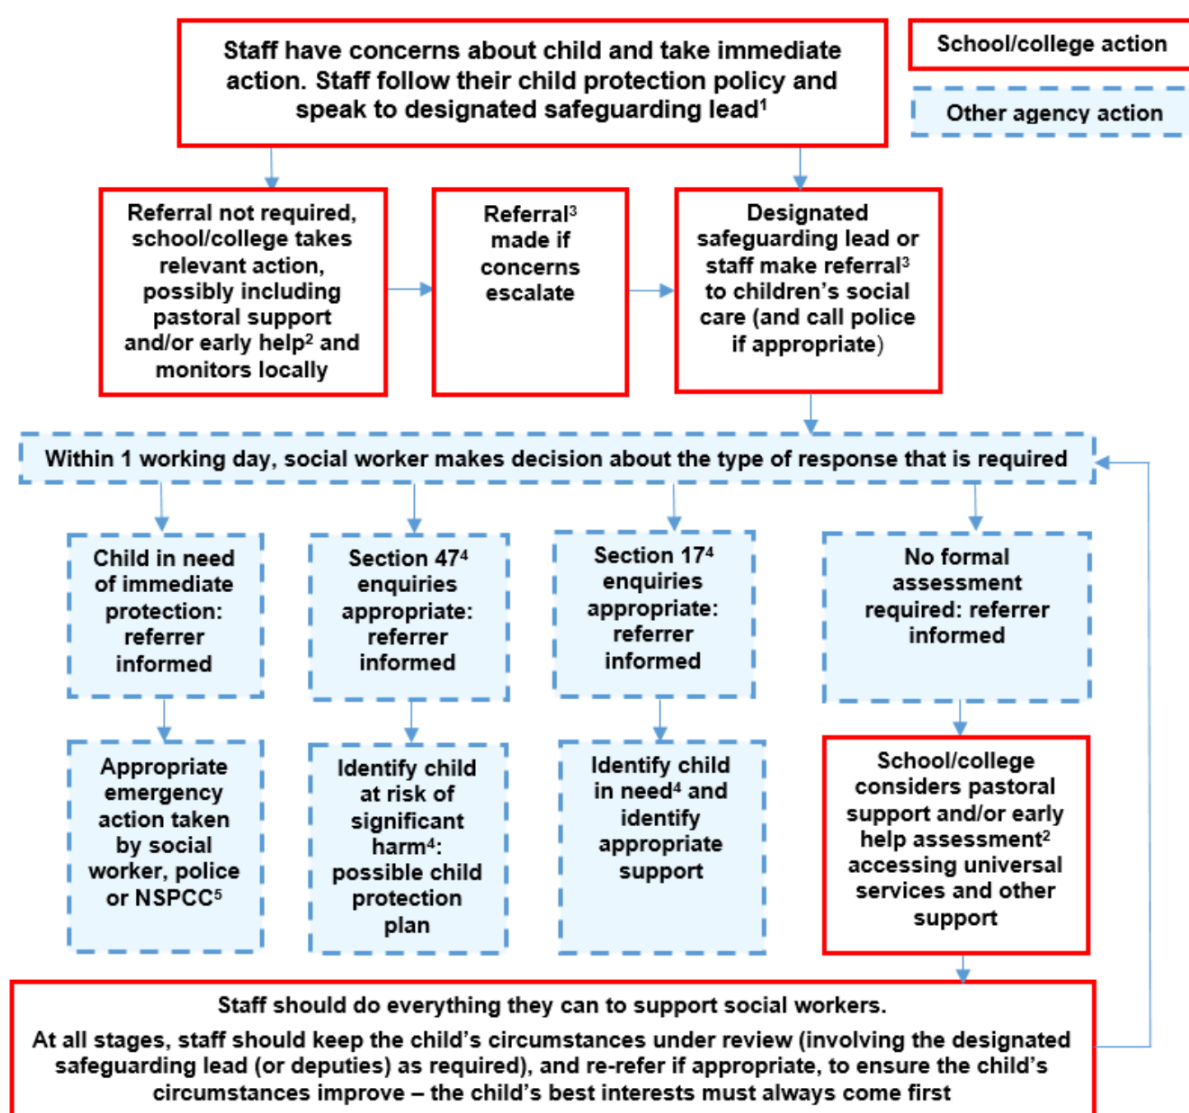 Staff have concerns about child and take immediate
action. Staff follow their child protection policy and
speak to designated safeguarding lead¹
School/college action
Other agency action
Referral not required,
school/college takes
relevant action,
possibly including
pastoral support
and/or early help² and
monitors locally
Referral³
made if
concerns
escalate
Designated
safeguarding lead or
staff make referral³
to children’s social
care (and call police
if appropriate)
Within 1 working day, social worker makes decision about the type of response that is required
Child in need
of immediate
protection:
referrer
informed
Section 47⁴
enquiries
appropriate:
referrer
informed
Section 17⁴
enquiries
appropriate:
referrer
informed
No formal
assessment
required: referrer
informed
Appropriate
emergency
action taken
by social
worker, police
or NSPCC⁵
Identify child
at risk of
significant
harm⁴:
possible child
protection
plan
Identify child
in need⁴ and
identify
appropriate
support
School/college
considers pastoral
support and/or early
help assessment²
accessing universal
services and other
support
Staff should do everything they can to support social workers.
At all stages, staff should keep the child’s circumstances under review (involving the designated
safeguarding lead (or deputies) as required), and re-refer if appropriate, to ensure the child’s
circumstances improve – the child’s best interests must always come first